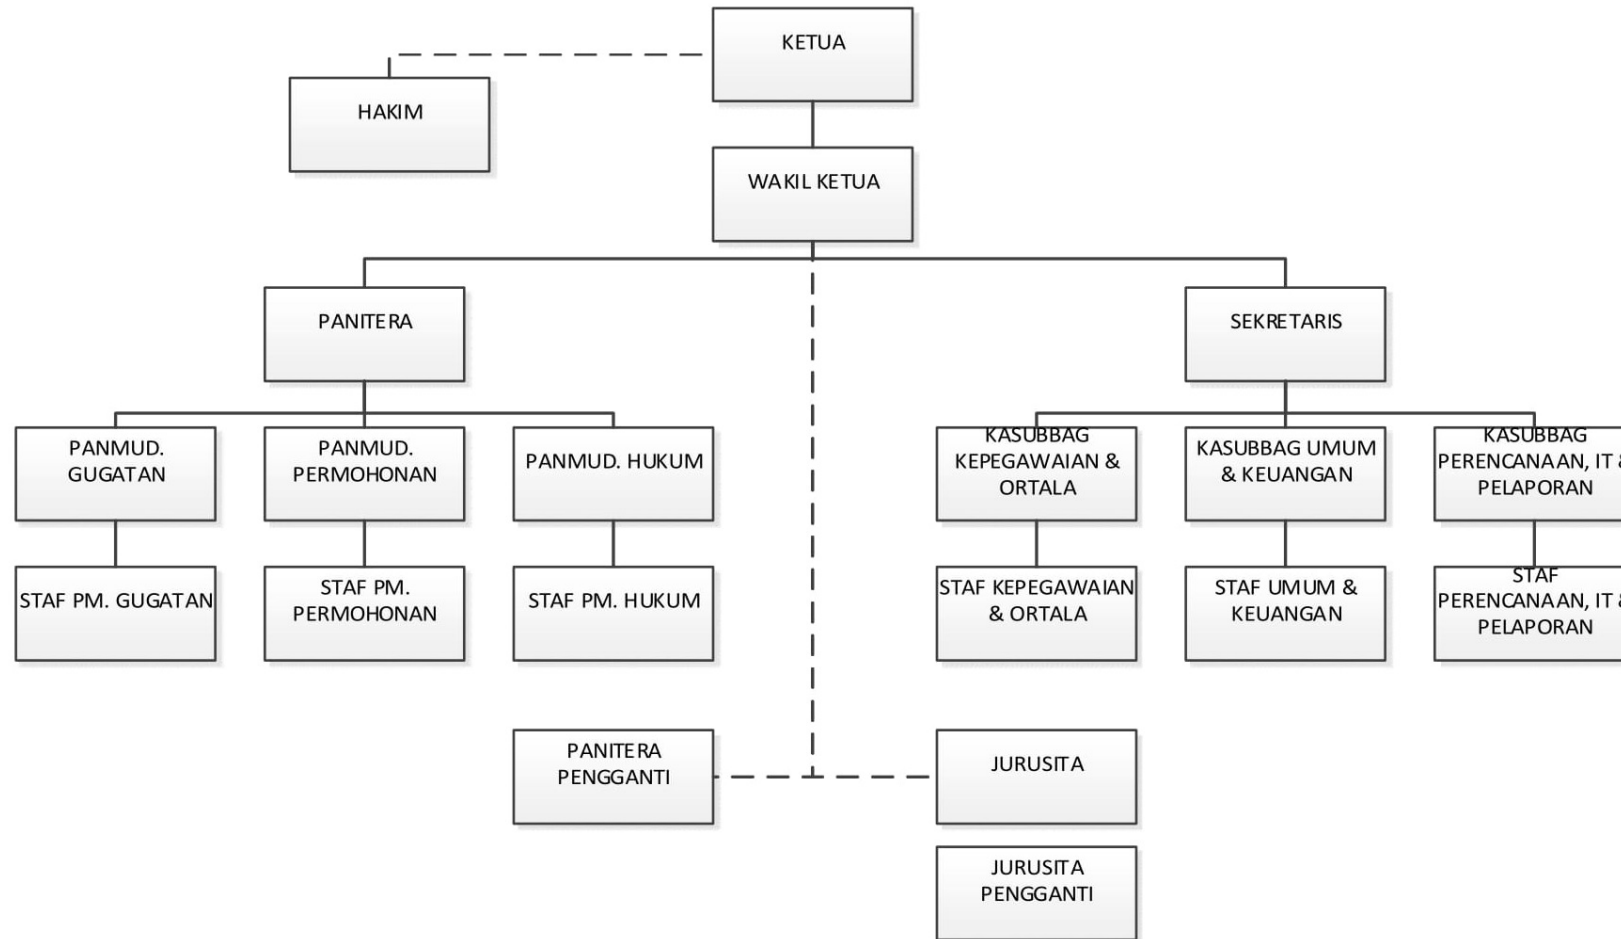 KETUA
HAKIM
WAKIL KETUA
PANITERA
SEKRETARIS
PANMUD.
GUGATAN
PANMUD.
PERMOHONAN
PANMUD. HUKUM
KASUBBAG
KEPEGAWAIAN &
ORTALA
KASUBBAG UMUM
& KEUANGAN
KASUBBAG
PERENCANAAN, IT &
PELAPORAN
STAF PM. GUGATAN
STAF PM.
PERMOHONAN
STAF PM. HUKUM
STAF KEPEGAWAIAN
& ORTALA
STAF UMUM &
KEUANGAN
STAF
PERENCANAAN, IT &
PELAPORAN
PANITERA
PENGGANTI
JURUSITA
JURUSITA
PENGGANTI